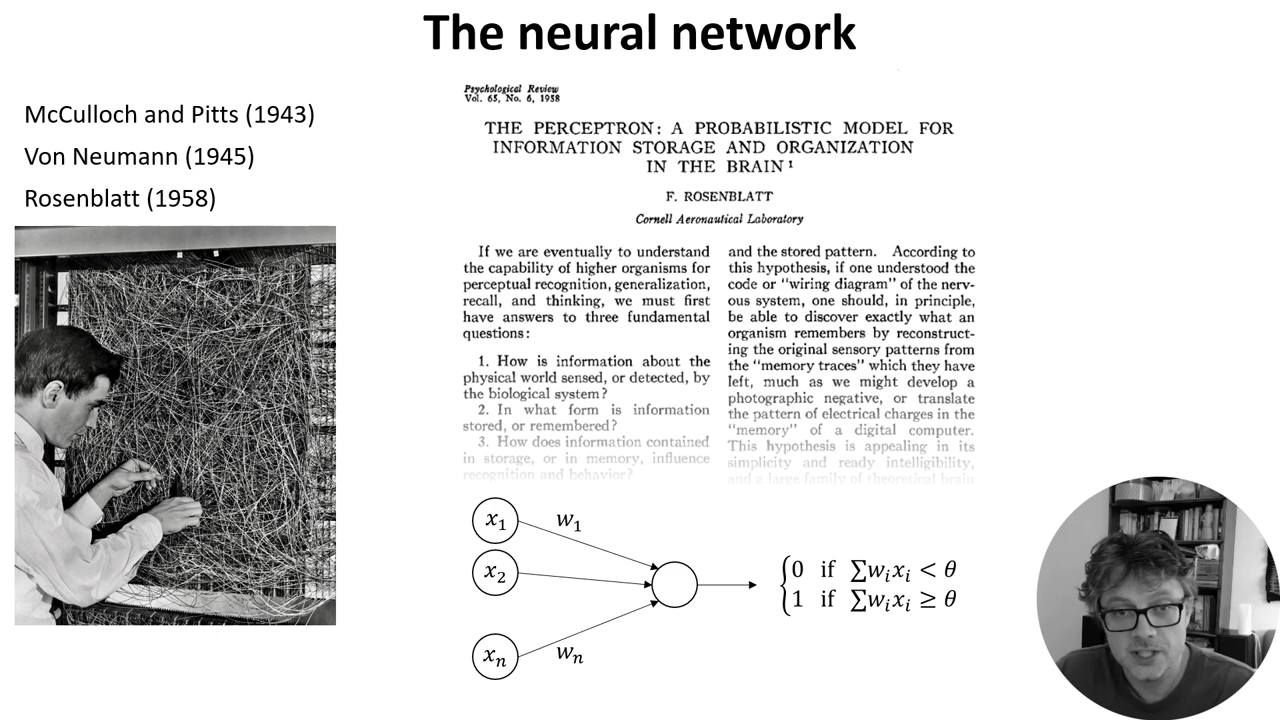 The neural network
McCulloch and Pitts (1943)
Von Neumann (1945)
Rosenblatt (1958)
Psychological Review
Vol. 65, No. 6, 1958
THE PERCEPTRON: A PROBABILISTIC MODEL FOR
INFORMATION STORAGE AND ORGANIZATION
IN THE BRAIN ¹
F. ROSENBLATT
Cornell Aeronautical Laboratory
If we are eventually to understand
the capability of higher organisms for
perceptual recognition, generalization,
recall, and thinking, we must first
have answers to three fundamental
questions:
1. How is information about the
physical world sensed, or detected, by
the biological system?
2. In what form is information
stored, or remembered?
3. How does information contained
in storage, or in memory, influence
recognition and behavior?
and the stored pattern. According to
this hypothesis, if one understood the
code or "wiring diagram" of the nerv-
ous system, one should, in principle,
be able to discover exactly what an
organism remembers by reconstruct-
ing the original sensory patterns from
the "memory traces" which they have
left, much as we might develop a
photographic negative, or translate
the pattern of electrical charges in the
"memory" of a digital computer.
This hypothesis is appealing in its
simplicity and ready intelligibility,
and a large family of theoretical brain
x₁ w₁
x₂
xₙ wₙ
0 if ∑wᵢxᵢ < θ
1 if ∑wᵢxᵢ ≥ θ